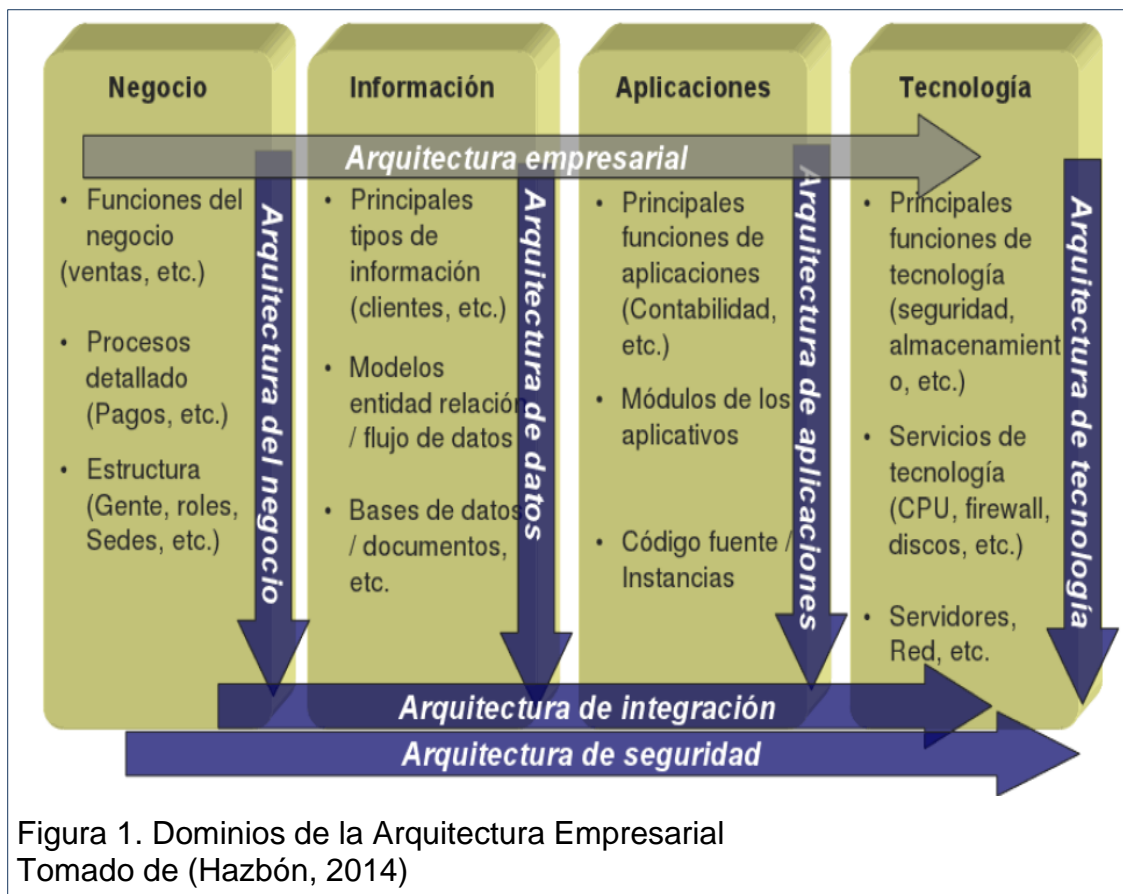 Negocio
Información
Aplicaciones
Tecnología
Arquitectura empresarial
• Funciones del
negocio
(ventas, etc.)
• Procesos
detallado
(Pagos, etc.)
• Estructura
(Gente, roles,
Sedes, etc.)
Arquitectura del negocio
• Principales
tipos de
información
(clientes, etc.)
• Modelos
entidad relación
/ flujo de datos
• Bases de datos
/ documentos,
etc.
Arquitectura de datos
• Principales
funciones de
aplicaciones
(Contabilidad,
etc.)
• Módulos de los
aplicativos
• Código fuente /
Instancias
Arquitectura de aplicaciones
• Principales
funciones de
tecnología
(seguridad,
almacenamient
o, etc.)
• Servicios de
tecnología
(CPU, firewall,
discos, etc.)
• Servidores,
Red, etc.
Arquitectura de tecnología
Arquitectura de integración
Arquitectura de seguridad
Figura 1. Dominios de la Arquitectura Empresarial
Tomado de (Hazbón, 2014)